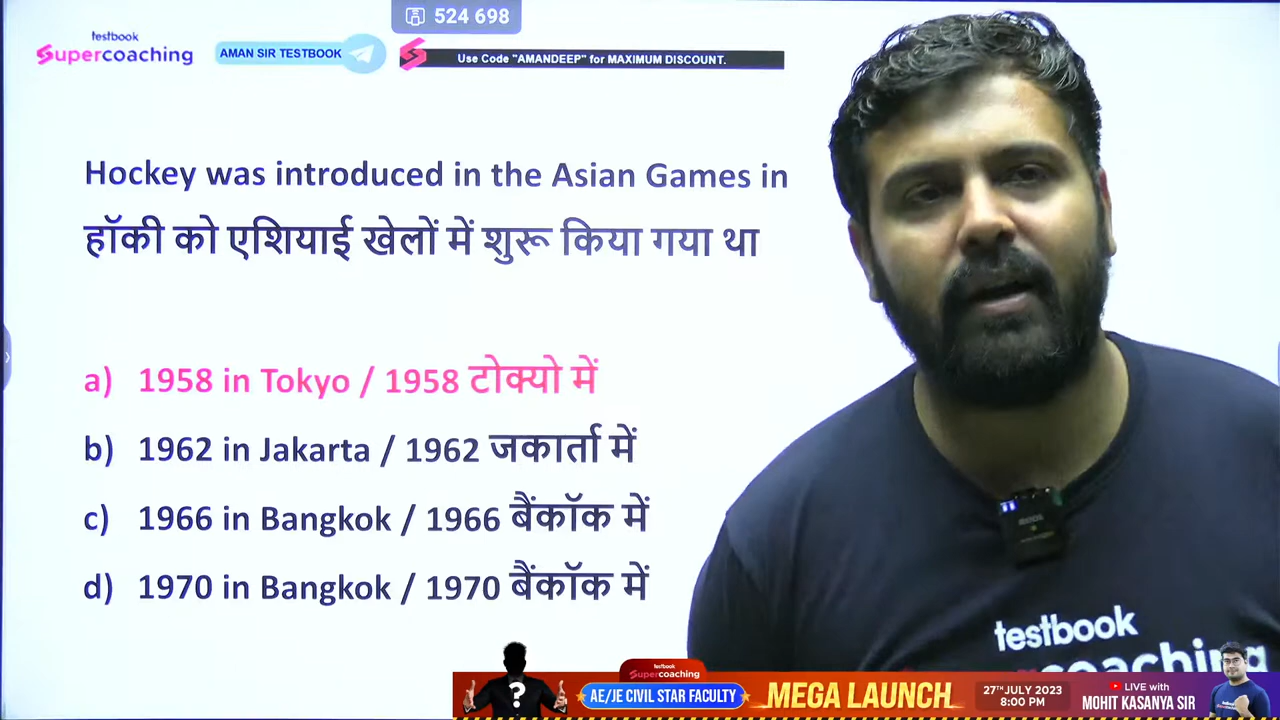 524 698
testbook
Supercoaching
AMAN SIR TESTBOOK
Use Code "AMANDEEP" for MAXIMUM DISCOUNT.
Hockey was introduced in the Asian Games in
हॉकी को एशियाई खेलों में शुरू किया गया था
a) 1958 in Tokyo / 1958 टोक्यो में
b) 1962 in Jakarta / 1962 जकार्ता में
c) 1966 in Bangkok / 1966 बैंकॉक में
d) 1970 in Bangkok / 1970 बैंकॉक में
testbook
coaching
testbook
Supercoaching
?
AE/JE CIVIL STAR FACULTY
MEGA LAUNCH
27TH JULY 2023
8:00 PM
LIVE with
MOHIT KASANYA SIR